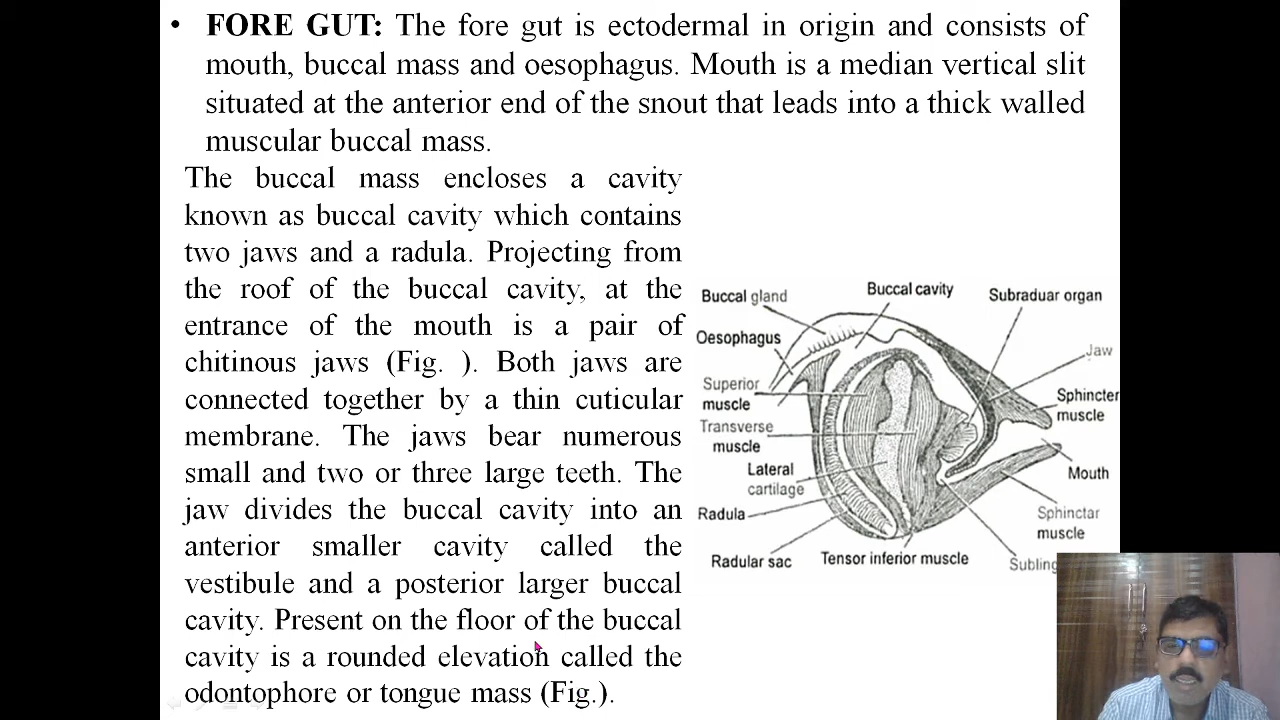 • FORE GUT: The fore gut is ectodermal in origin and consists of
mouth, buccal mass and oesophagus. Mouth is a median vertical slit
situated at the anterior end of the snout that leads into a thick walled
muscular buccal mass.
The buccal mass encloses a cavity
known as buccal cavity which contains
two jaws and a radula. Projecting from
the roof of the buccal cavity, at the
entrance of the mouth is a pair of
chitinous jaws (Fig. ). Both jaws are
connected together by a thin cuticular
membrane. The jaws bear numerous
small and two or three large teeth. The
jaw divides the buccal cavity into an
anterior smaller cavity called the
vestibule and a posterior larger buccal
cavity. Present on the floor of the buccal
cavity is a rounded elevation called the
odontophore or tongue mass (Fig.).
Buccal gland
Buccal cavity
Subraduar organ
Oesophagus
Jaw
Superior
muscle
Sphincter
muscle
Transverse
muscle
Lateral
cartilage
Mouth
Radula
Sphinctar
muscle
Radular sac
Tensor inferior muscle